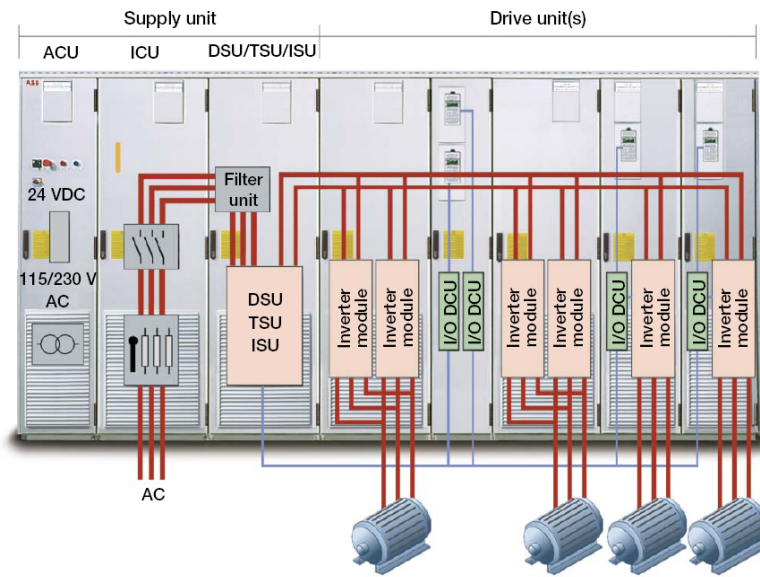 Supply unit
Drive unit(s)
ACU
ICU
DSU/TSU/ISU
ABB
24 VDC
115/230 V
AC
Filter
unit
DSU
TSU
ISU
Inverter
module
Inverter
module
I/O DCU
I/O DCU
Inverter
module
Inverter
module
I/O DCU
Inverter
module
I/O DCU
Inverter
module
AC